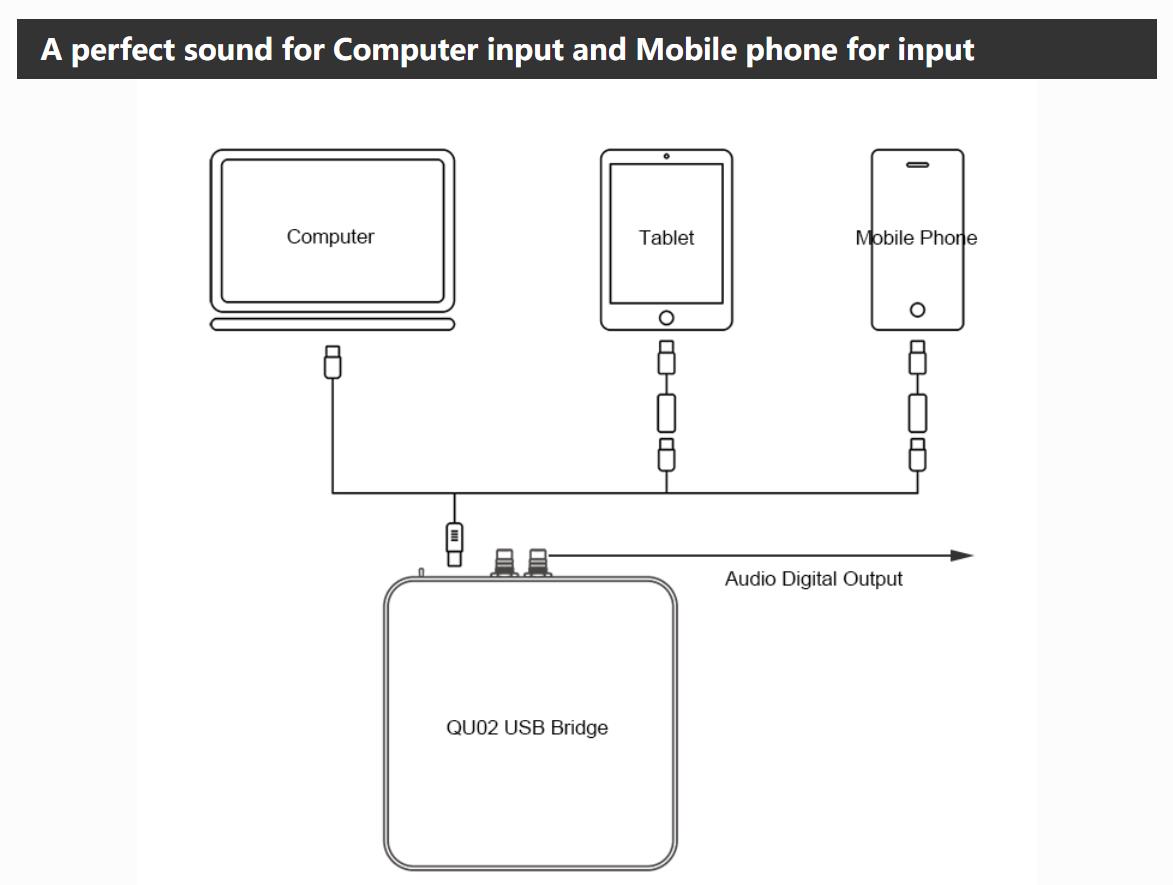 A perfect sound for Computer input and Mobile phone for input
Computer
Tablet
Mobile Phone
Audio Digital Output
QU02 USB Bridge